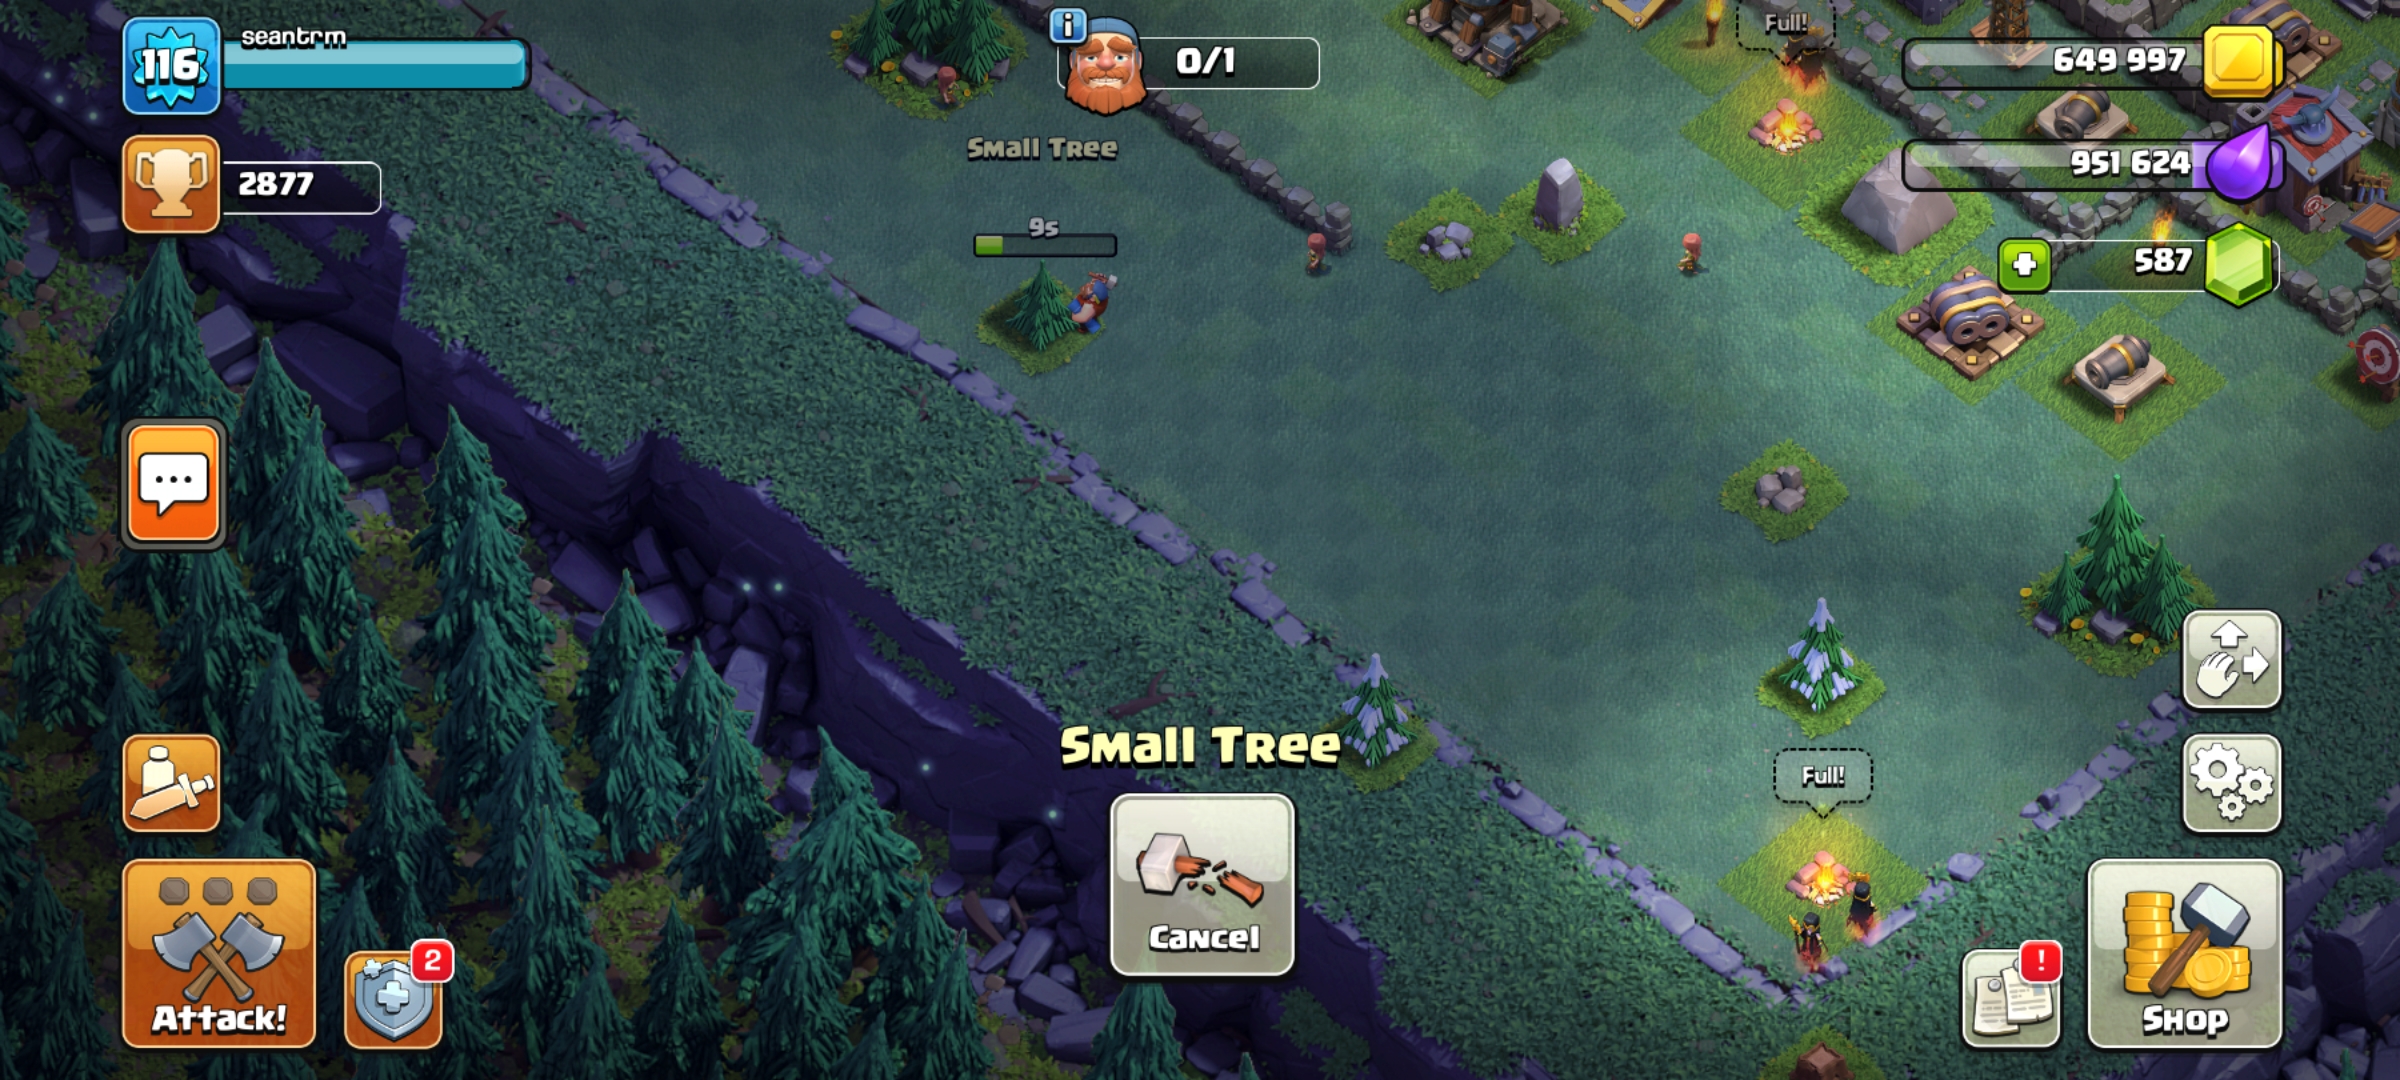 116
seantrm
i
0/1
Full!
649 997
2877
Small Tree
951 624
9s
587
Small Tree
Full!
Cancel
2
!
Attack!
Shop